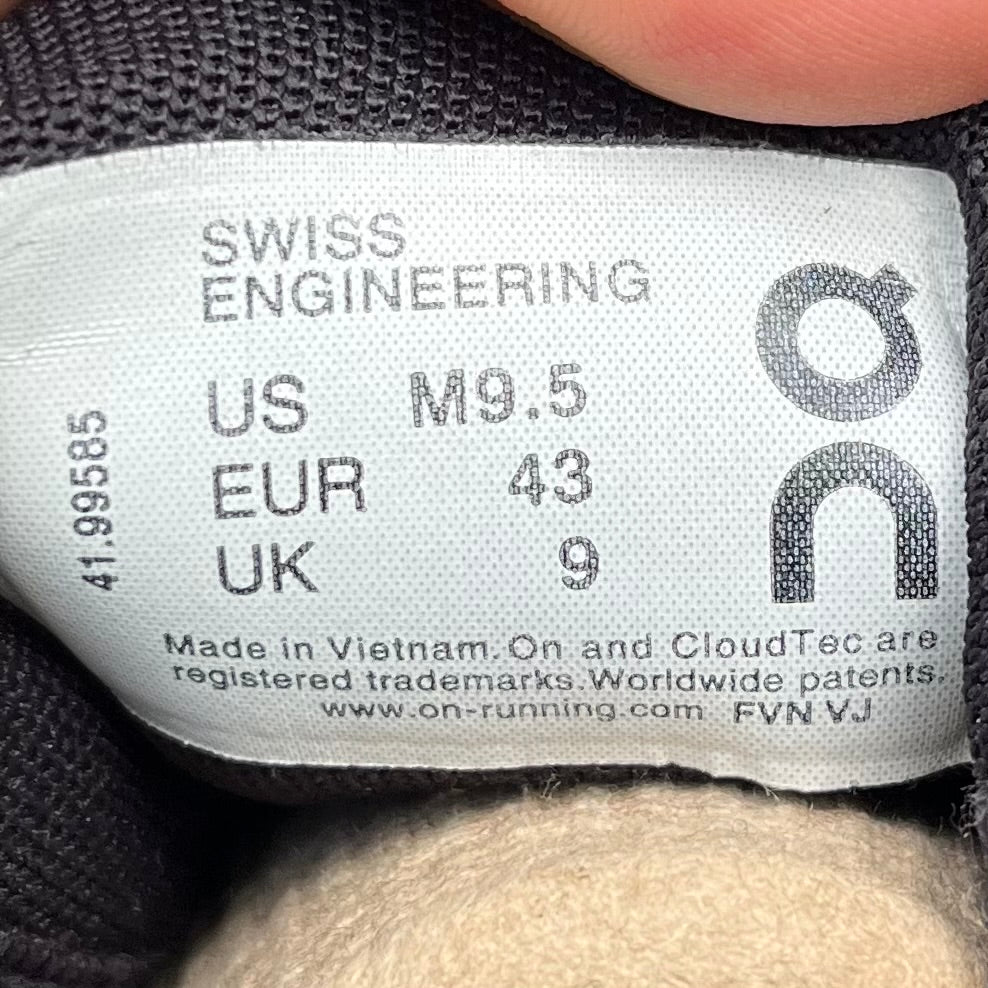 SWISS
ENGINEERING
US M9.5
EUR 43
UK 9
41.99585
On
Made in Vietnam. On and CloudTec are
registered trademarks. Worldwide patents.
www.on-running.com FVN VJ